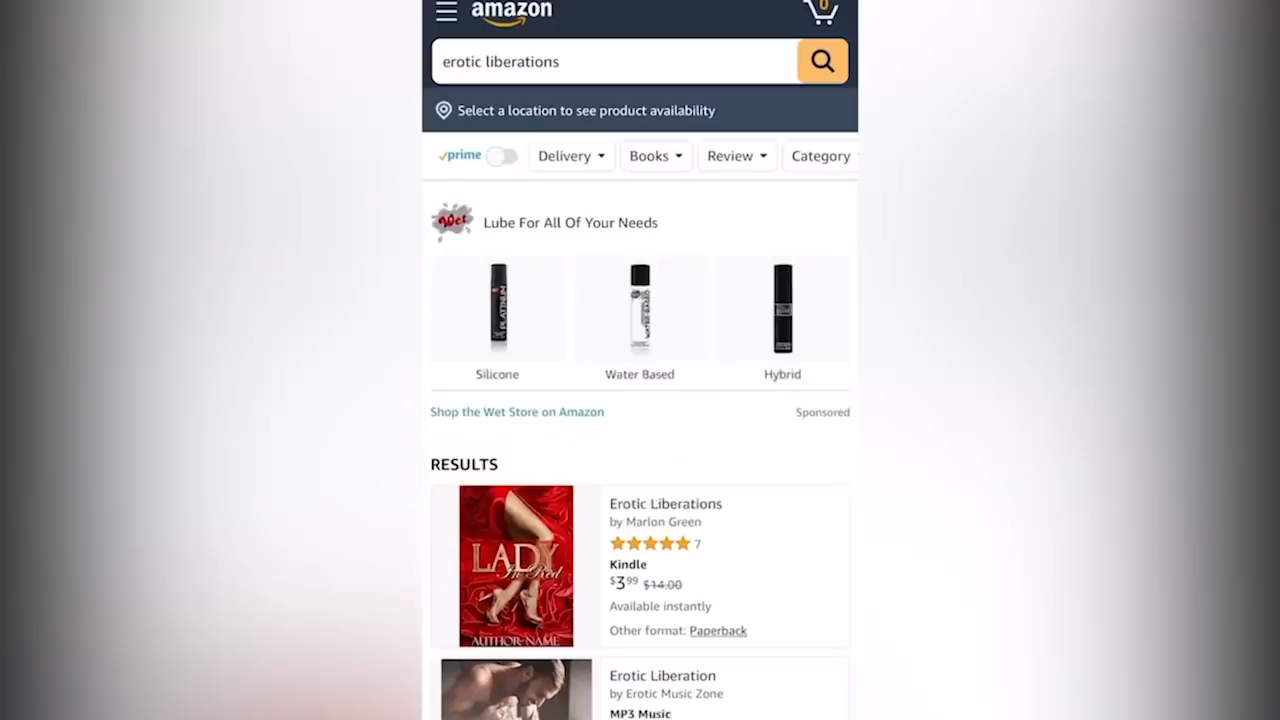 amazon
0
erotic liberations
Select a location to see product availability
prime
Delivery
Books
Review
Category
Wet
Lube For All Of Your Needs
PLATINUM
Silicone
Water Based
Hybrid
Shop the Wet Store on Amazon
Sponsored
RESULTS
LADY
In Red
AUTHOR NAME
Erotic Liberations
by Marlon Green
7
Kindle
$3.99 $14.00
Available instantly
Other format: Paperback
Erotic Liberation
by Erotic Music Zone
MP3 Music